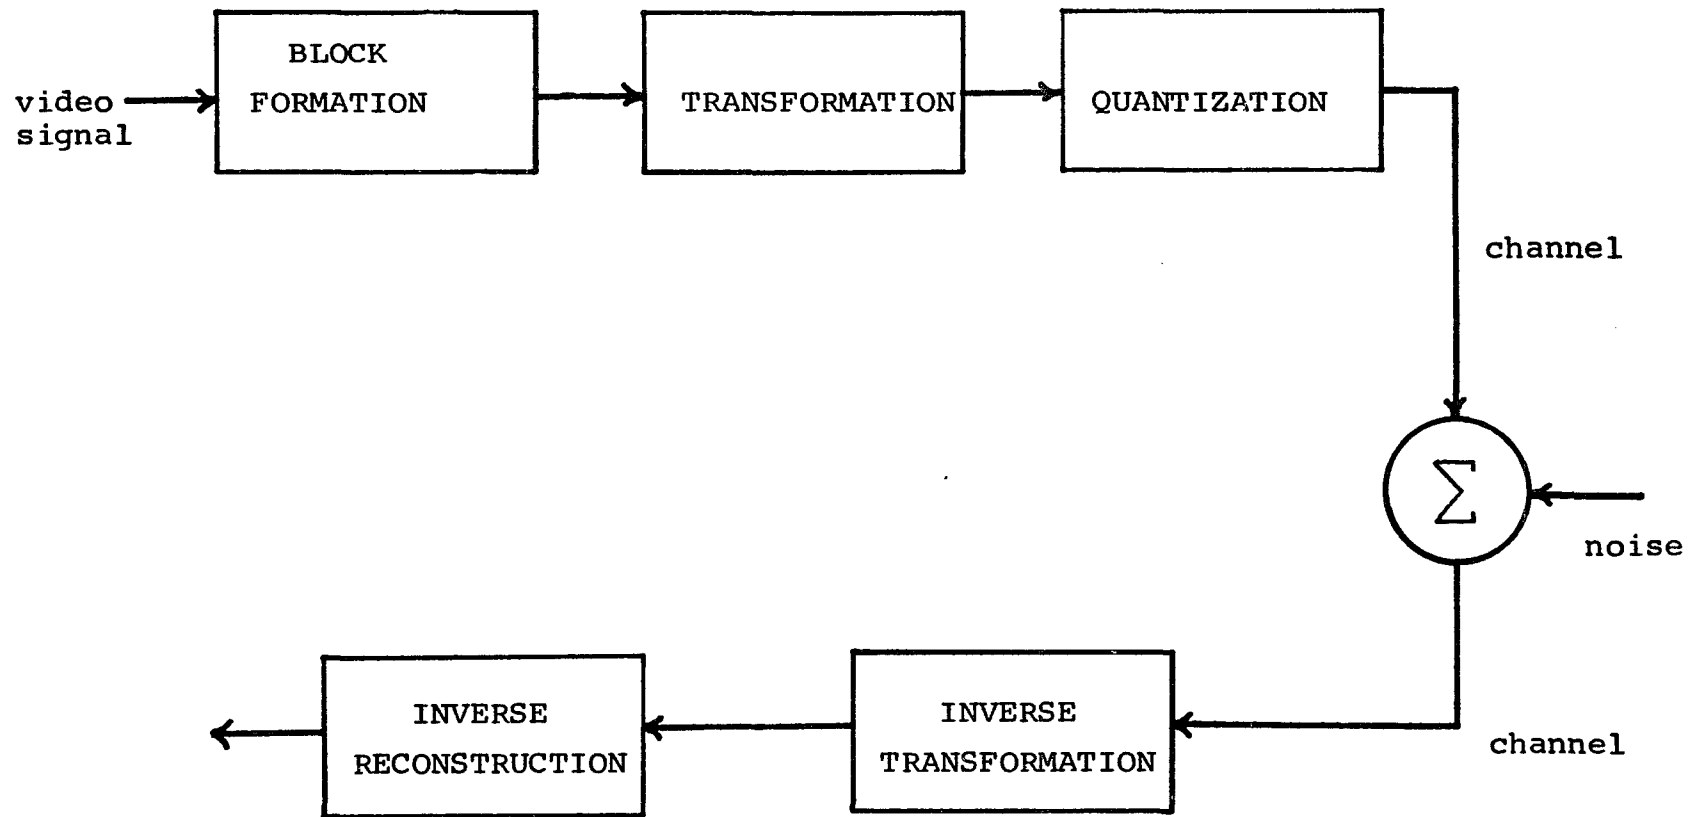 BLOCK
FORMATION
TRANSFORMATION
QUANTIZATION
video
signal
channel
Σ
noise
INVERSE
RECONSTRUCTION
INVERSE
TRANSFORMATION
channel